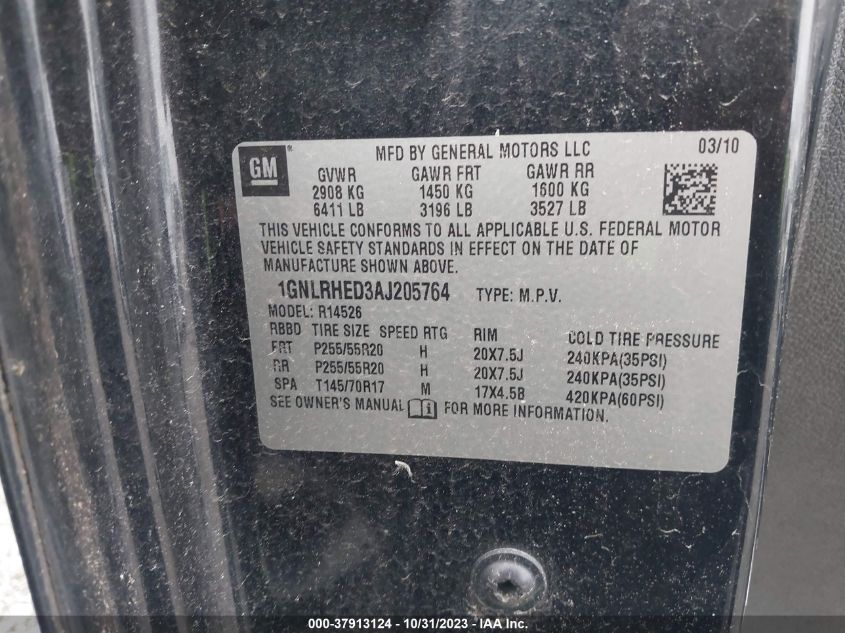 GM®
MFD BY GENERAL MOTORS LLC 03/10
GVWR GAWR FRT GAWR RR
2908 KG 1450 KG 1600 KG
6411 LB 3196 LB 3527 LB
THIS VEHICLE CONFORMS TO ALL APPLICABLE U.S. FEDERAL MOTOR
VEHICLE SAFETY STANDARDS IN EFFECT ON THE DATE OF
MANUFACTURE SHOWN ABOVE.
1GNLRHED3AJ205764 TYPE: M.P.V.
MODEL: R14526
RBBD TIRE SIZE SPEED RTG RIM COLD TIRE PRESSURE
FRT P255/55R20 H 20X7.5J 240KPA(35PSI)
RR P255/55R20 H 20X7.5J 240KPA(35PSI)
SPA T145/70R17 M 17X4.5B 420KPA(60PSI)
SEE OWNER'S MANUAL FOR MORE INFORMATION.
000-37913124 - 10/31/2023 - IAA Inc.